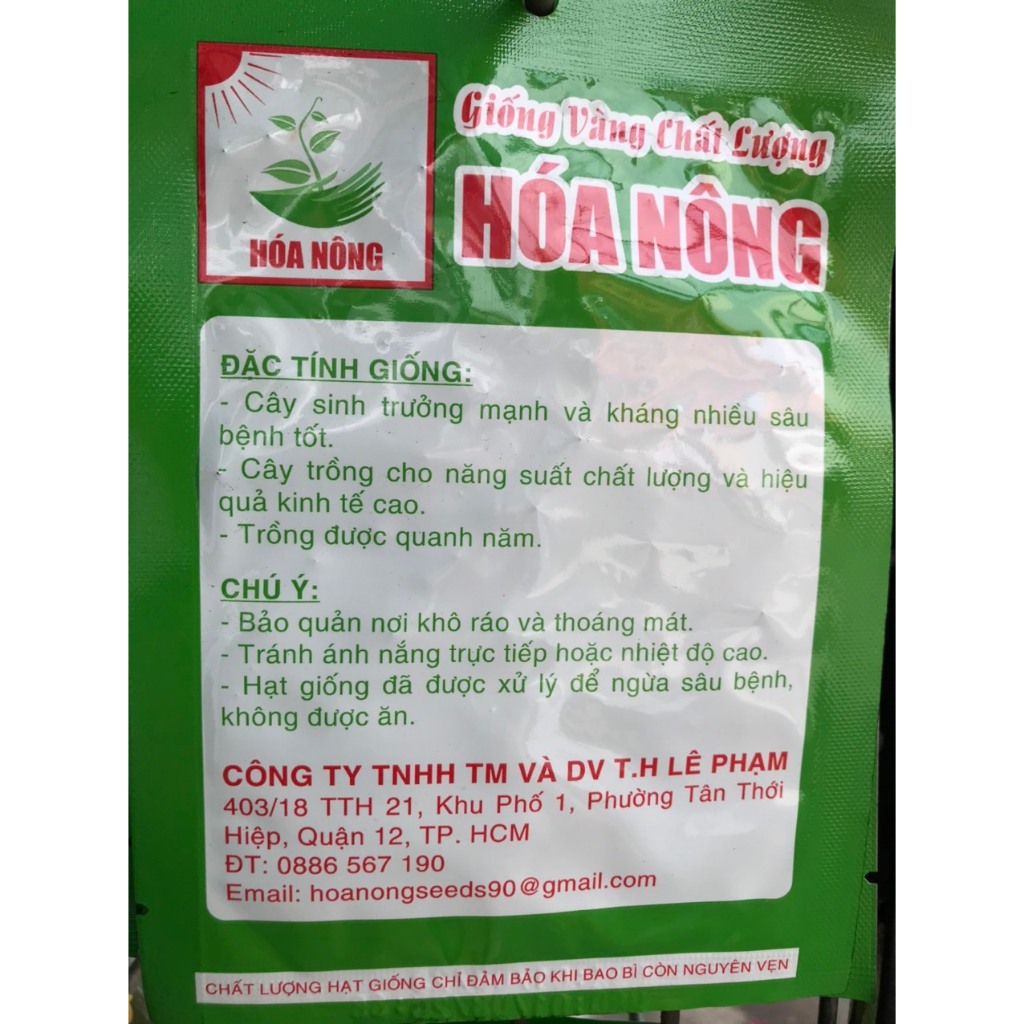 HÓA NÔNG
Giống Vàng Chất Lượng
HÓA NÔNG
ĐẶC TÍNH GIỐNG:
- Cây sinh trưởng mạnh và kháng nhiều sâu
bệnh tốt.
- Cây trồng cho năng suất chất lượng và hiệu
quả kinh tế cao.
- Trồng được quanh năm.
CHÚ Ý:
- Bảo quản nơi khô ráo và thoáng mát.
- Tránh ánh nắng trực tiếp hoặc nhiệt độ cao.
- Hạt giống đã được xử lý để ngừa sâu bệnh,
không được ăn.
CÔNG TY TNHH TM VÀ DV T.H LÊ PHẠM
403/18 TTH 21, Khu Phố 1, Phường Tân Thới
Hiệp, Quận 12, TP. HCM
ĐT: 0886 567 190
Email: hoanongseeds90@gmail.com
CHẤT LƯỢNG HẠT GIỐNG CHỈ ĐẢM BẢO KHI BAO BÌ CÒN NGUYÊN VẸN